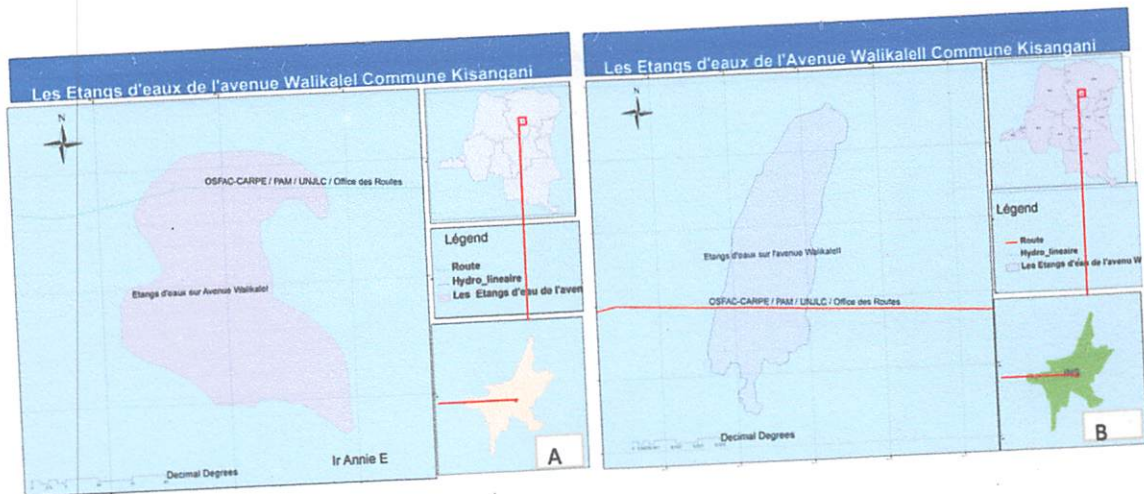 Les Etangs d'eaux de l'avenue Walikalel Commune Kisangani
N
OSFAC-CARPE / PAM / UNJLC / Office des Routes
Etangs d'eaux sur Avenue Walikalel
Decimal Degrees
Ir Annie E
Légend
Route
Hydro_lineaire
Les Etangs d'eau de l'aven
A
Les Etangs d'eaux de l'Avenue Walikalell Commune Kisangani
N
Etangs d'eaux sur l'avenue Walikalell
OSFAC-CARPE / PAM / UNJLC / Office des Routes
Decimal Degrees
Légend
Route
Hydro_lineaire
Les Etangs d'eau de l'avenu W
INS
B